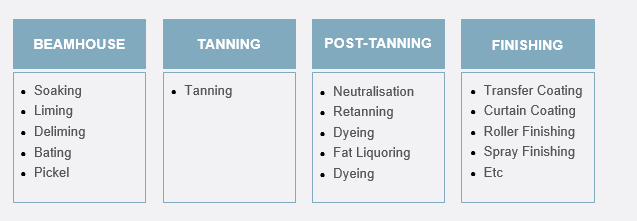 BEAMHOUSE
Soaking
Liming
Deliming
Bating
Pickel
TANNING
Tanning
POST-TANNING
Neutralisation
Retanning
Dyeing
Fat Liquoring
Dyeing
FINISHING
Transfer Coating
Curtain Coating
Roller Finishing
Spray Finishing
Etc